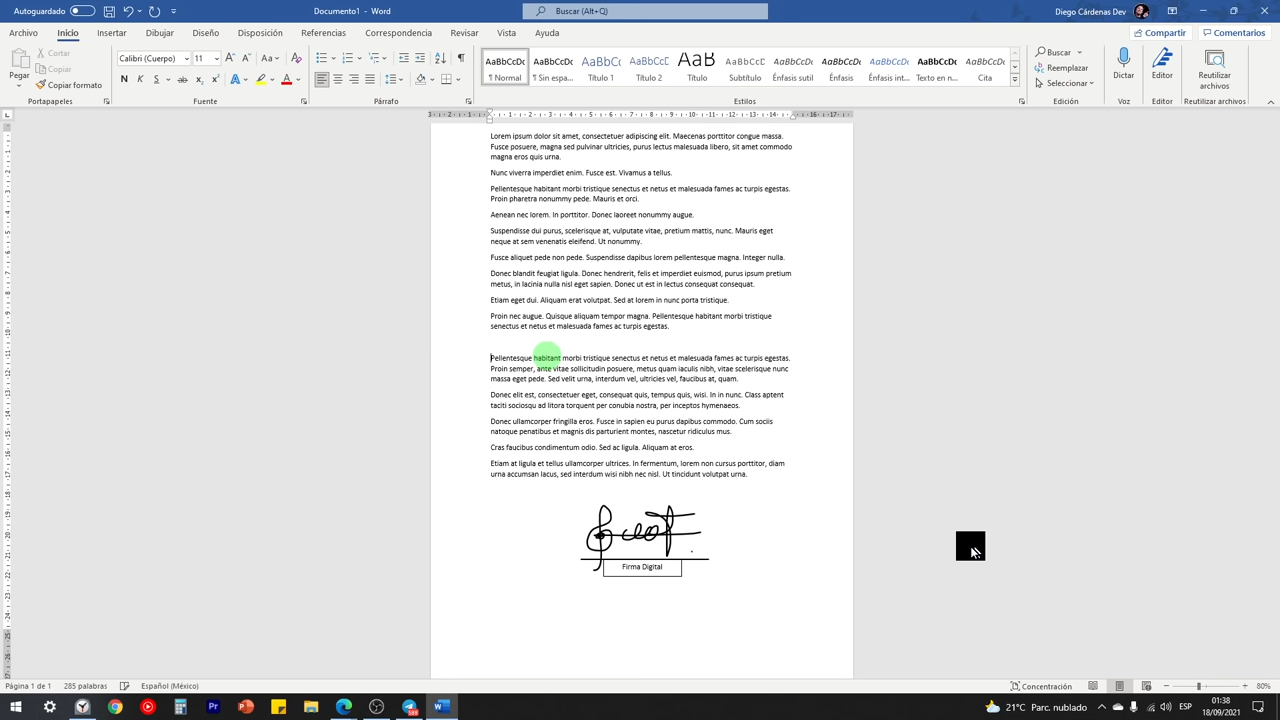 Autoguardado
Documento1 - Word
Buscar (Alt+Q)
Diego Cárdenas Dev
Archivo Inicio Insertar Dibujar Diseño Disposición Referencias Correspondencia Revisar Vista Ayuda
Compartir Comentarios
Pegar
Cortar
Copiar
Copiar formato
Portapapeles
Calibri (Cuerpo) 11
Fuente
Párrafo
AaBbCcDc AaBbCcDc AaBbCc AaBbCcD AaB AaBbCcD AaBbCcDc AaBbCcDc AaBbCcDc AaBbCcDc AaBbCcDc
¶ Normal ¶ Sin espa... Título 1 Título 2 Título Subtítulo Énfasis sutil Énfasis Énfasis int... Texto en n... Cita
Estilos
Buscar
Reemplazar
Seleccionar
Edición
Dictar
Voz
Editor
Editor
Reutilizar archivos
Reutilizar archivos
Lorem ipsum dolor sit amet, consectetuer adipiscing elit. Maecenas porttitor congue massa.
Fusce posuere, magna sed pulvinar ultricies, purus lectus malesuada libero, sit amet commodo
magna eros quis urna.
Nunc viverra imperdiet enim. Fusce est. Vivamus a tellus.
Pellentesque habitant morbi tristique senectus et netus et malesuada fames ac turpis egestas.
Proin pharetra nonummy pede. Mauris et orci.
Aenean nec lorem. In porttitor. Donec laoreet nonummy augue.
Suspendisse dui purus, scelerisque at, vulputate vitae, pretium mattis, nunc. Mauris eget
neque at sem venenatis eleifend. Ut nonummy.
Fusce aliquet pede non pede. Suspendisse dapibus lorem pellentesque magna. Integer nulla.
Donec blandit feugiat ligula. Donec hendrerit, felis et imperdiet euismod, purus ipsum pretium
metus, in lacinia nulla nisl eget sapien. Donec ut est in lectus consequat consequat.
Etiam eget dui. Aliquam erat volutpat. Sed at lorem in nunc porta tristique.
Proin nec augue. Quisque aliquam tempor magna. Pellentesque habitant morbi tristique
senectus et netus et malesuada fames ac turpis egestas.
Pellentesque habitant morbi tristique senectus et netus et malesuada fames ac turpis egestas.
Proin semper, ante vitae sollicitudin posuere, metus quam iaculis nibh, vitae scelerisque nunc
massa eget pede. Sed velit urna, interdum vel, ultricies vel, faucibus at, quam.
Donec elit est, consectetuer eget, consequat quis, tempus quis, wisi. In in nunc. Class aptent
taciti sociosqu ad litora torquent per conubia nostra, per inceptos hymenaeos.
Donec ullamcorper fringilla eros. Fusce in sapien eu purus dapibus commodo. Cum sociis
natoque penatibus et magnis dis parturient montes, nascetur ridiculus mus.
Cras faucibus condimentum odio. Sed ac ligula. Aliquam at eros.
Etiam at ligula et tellus ullamcorper ultrices. In fermentum, lorem non cursus porttitor, diam
urna accumsan lacus, sed interdum wisi nibh nec nisl. Ut tincidunt volutpat urna.
Firma Digital
Página 1 de 1 285 palabras Español (México)
Concentración 80%
21°C Parc. nublado ESP 01:38
18/09/2021